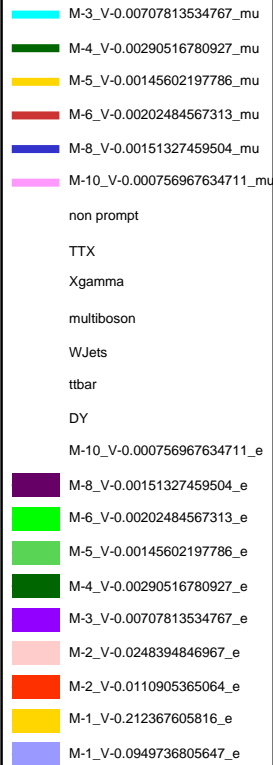 M-3_V-0.00707813534767_mu
M-4_V-0.00290516780927_mu
M-5_V-0.00145602197786_mu
M-6_V-0.00202484567313_mu
M-8_V-0.00151327459504_mu
M-10_V-0.000756967634711_mu
non prompt
TTX
Xgamma
multiboson
WJets
ttbar
DY
M-10_V-0.000756967634711_e
M-8_V-0.00151327459504_e
M-6_V-0.00202484567313_e
M-5_V-0.00145602197786_e
M-4_V-0.00290516780927_e
M-3_V-0.00707813534767_e
M-2_V-0.0248394846967_e
M-2_V-0.0110905365064_e
M-1_V-0.212367605816_e
M-1_V-0.0949736805647_e